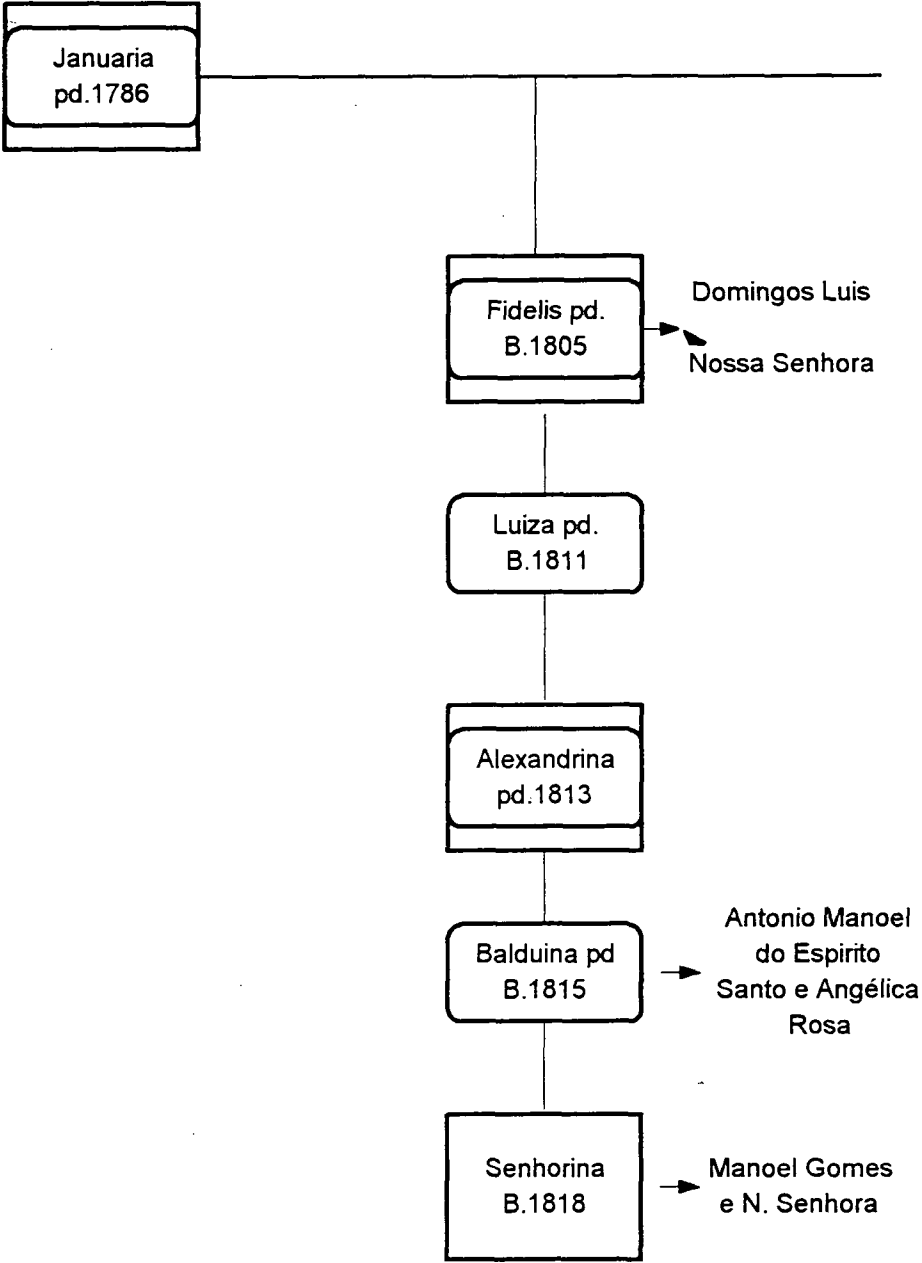 Januaria
pd.1786
Fidelis pd.
B.1805
Domingos Luis
Nossa Senhora
Luiza pd.
B.1811
Alexandrina
pd.1813
Balduina pd
B.1815
Antonio Manoel
do Espirito
Santo e Angélica
Rosa
Senhorina
B.1818
Manoel Gomes
e N. Senhora